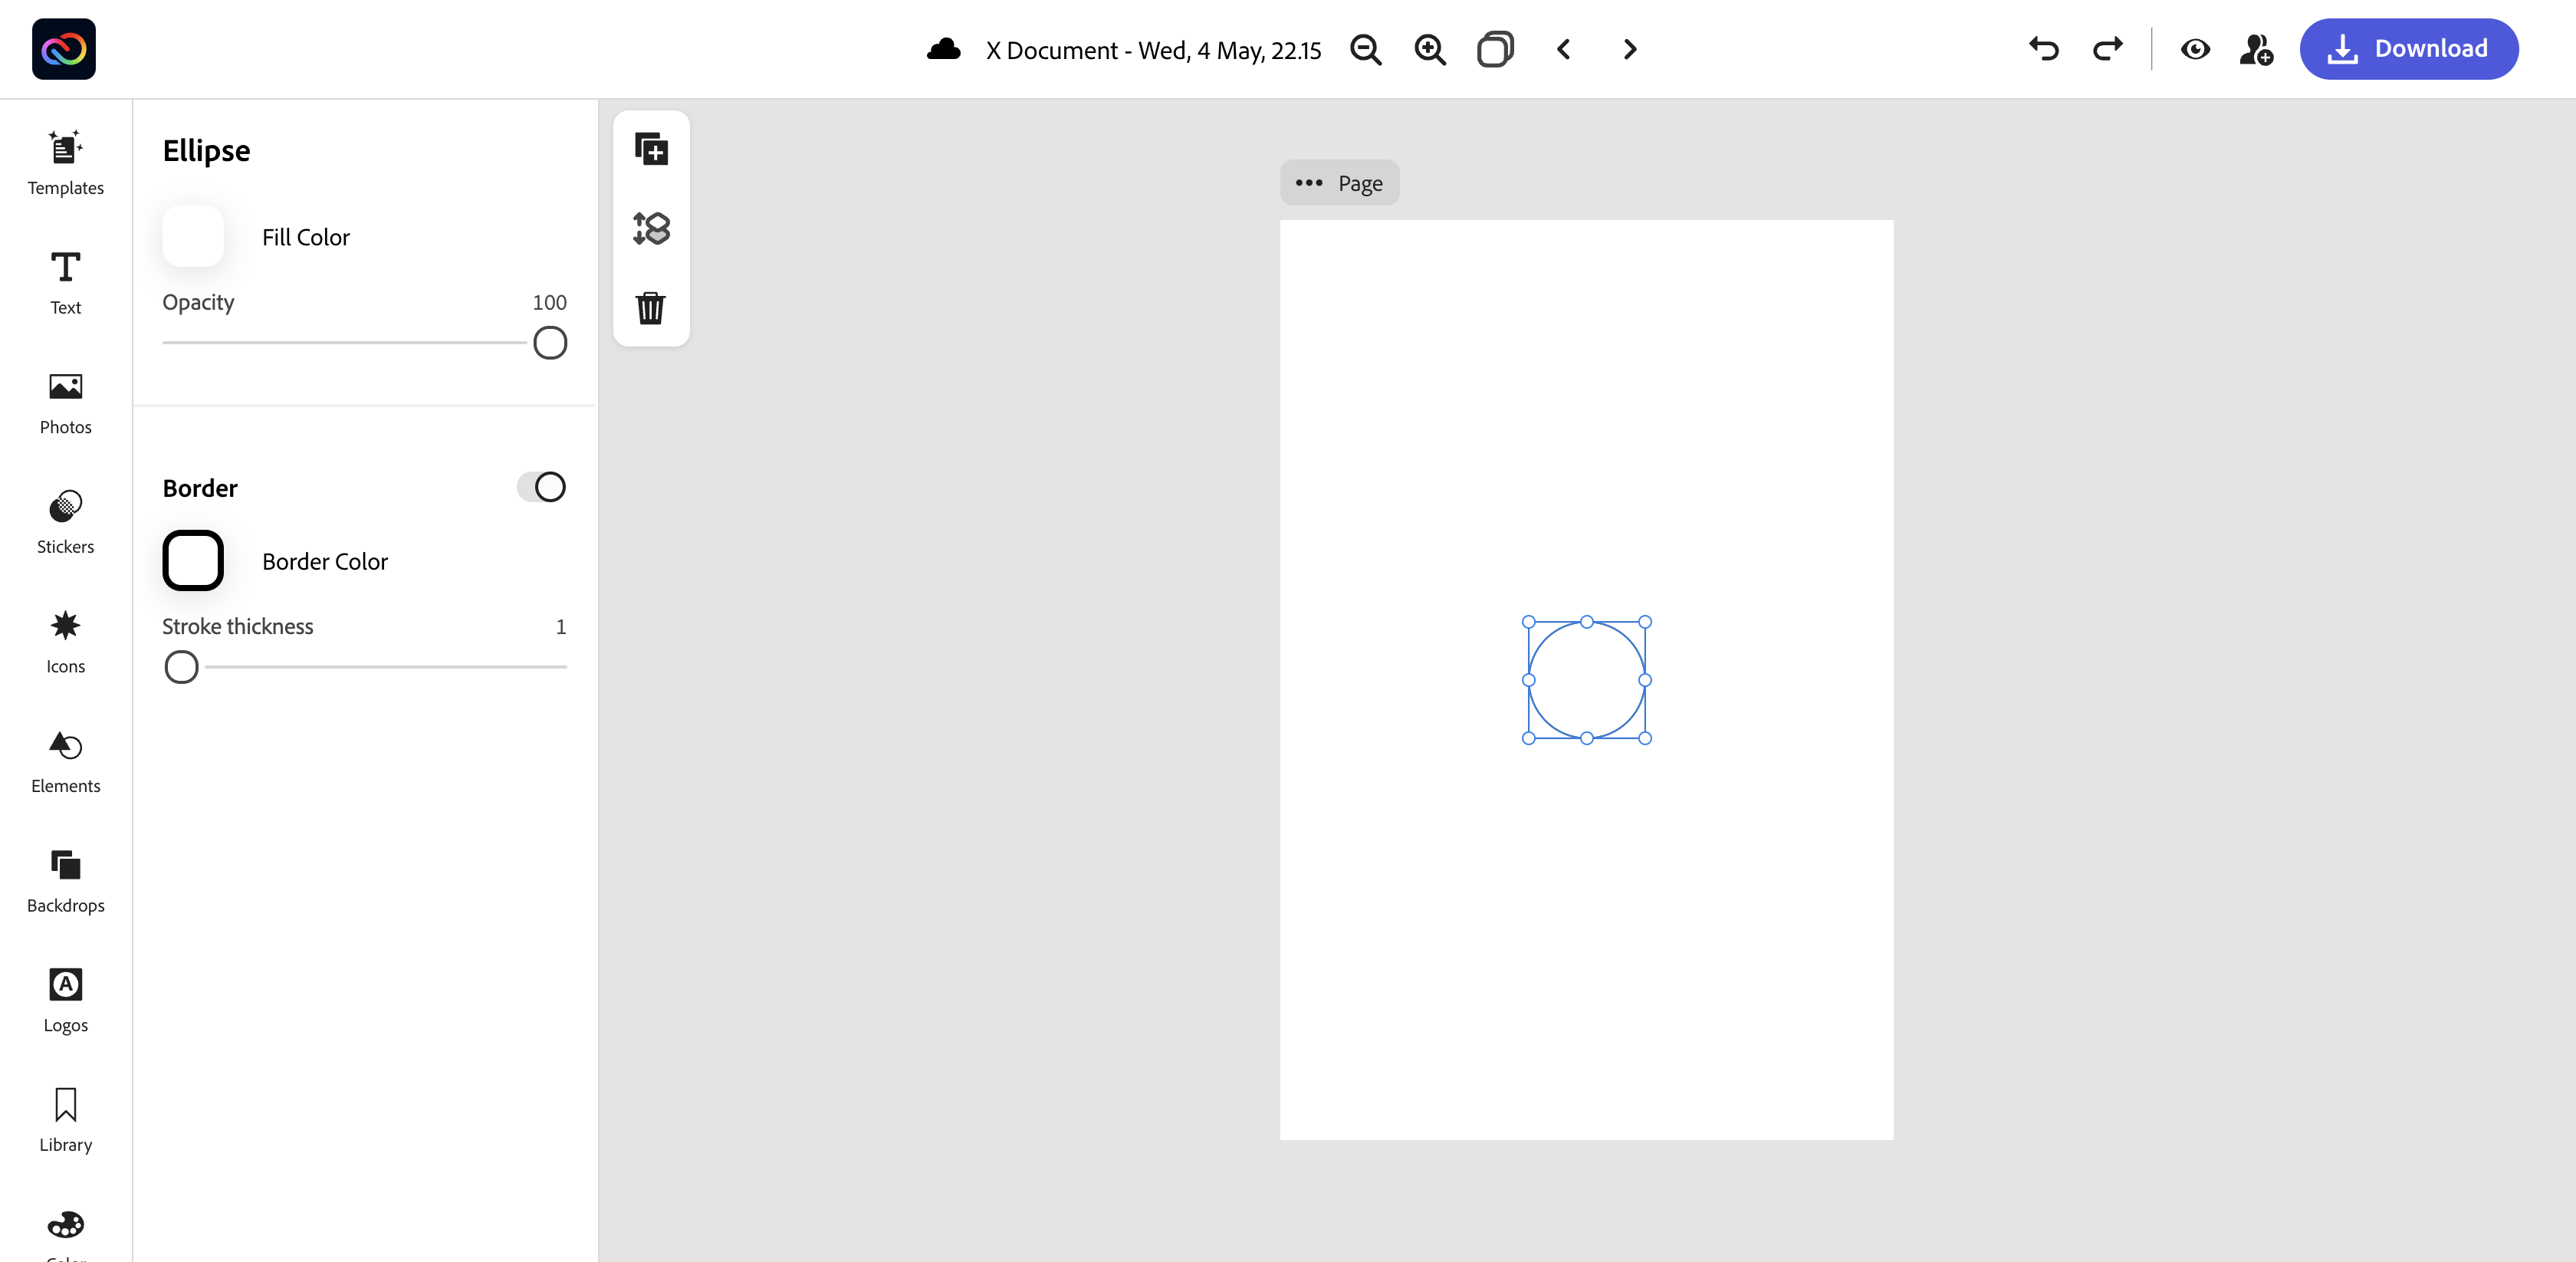 X Document - Wed, 4 May, 22.15
Download
Templates
Text
Photos
Stickers
Icons
Elements
Backdrops
Logos
Library
Ellipse
Fill Color
Opacity 100
Border
Border Color
Stroke thickness 1
Page